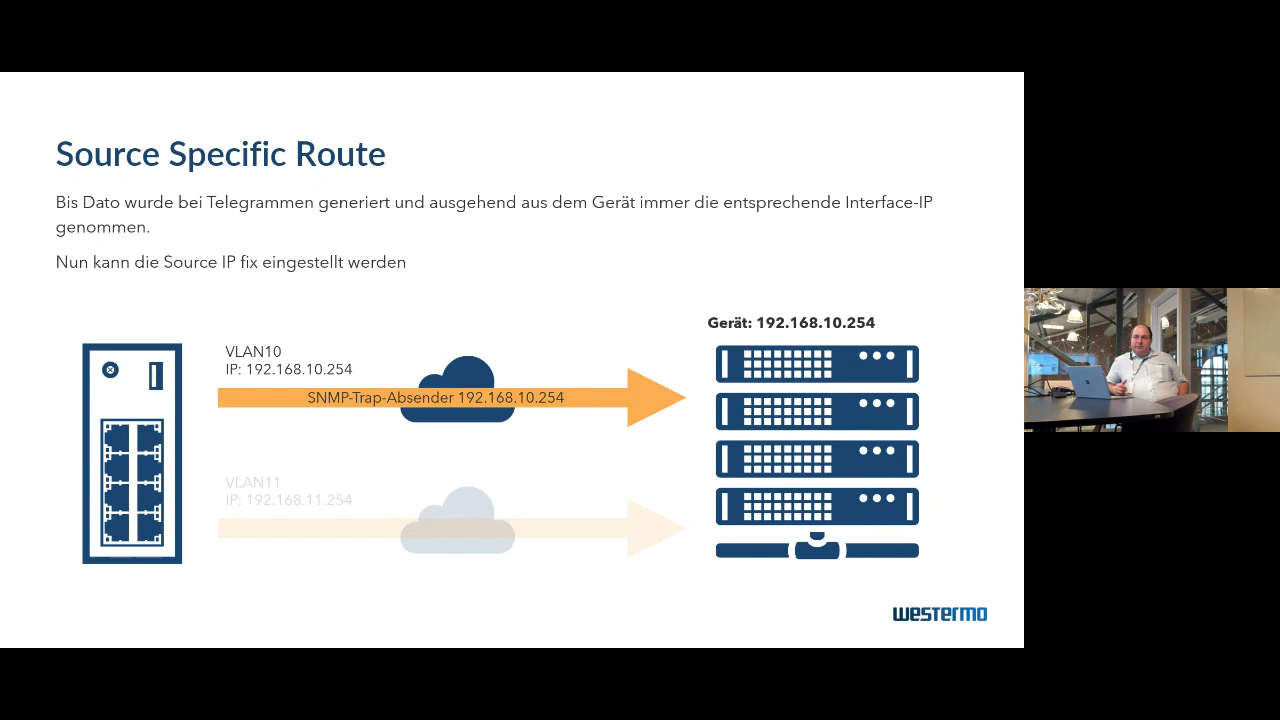 Source Specific Route
Bis Dato wurde bei Telegrammen generiert und ausgehend aus dem Gerät immer die entsprechende Interface-IP
genommen.
Nun kann die Source IP fix eingestellt werden
Gerät: 192.168.10.254
VLAN10
IP: 192.168.10.254
SNMP-Trap-Absender 192.168.10.254
VLAN11
IP: 192.168.11.254
westermo